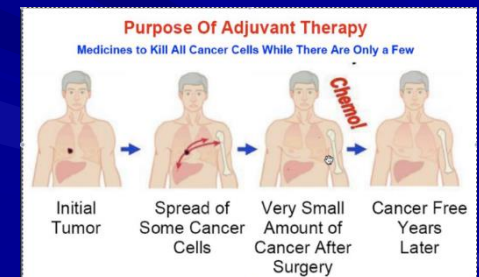 Purpose Of Adjuvant Therapy
Medicines to Kill All Cancer Cells While There Are Only a Few
Chemo!
Initial
Tumor
Spread of
Some Cancer
Cells
Very Small
Amount of
Cancer After
Surgery
Cancer Free
Years
Later